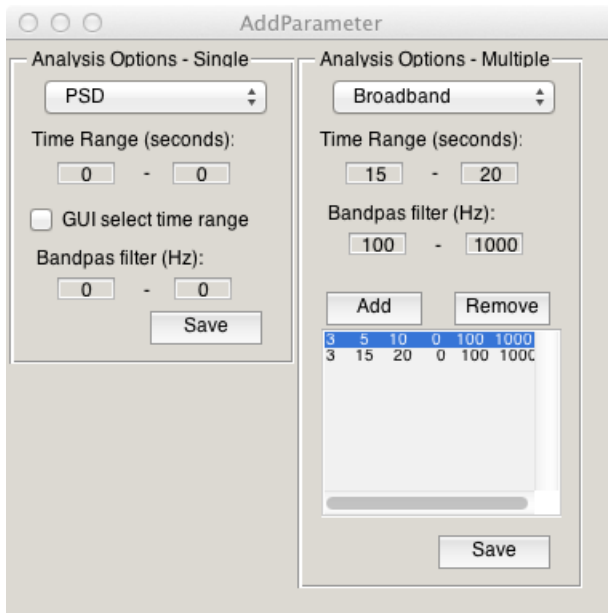 AddParameter
Analysis Options - Single
PSD
Time Range (seconds):
0 - 0
GUI select time range
Bandpas filter (Hz):
0 - 0
Save
Analysis Options - Multiple
Broadband
Time Range (seconds):
15 - 20
Bandpas filter (Hz):
100 - 1000
Add Remove
3 5 10 0 100 1000
3 15 20 0 100 1000
Save